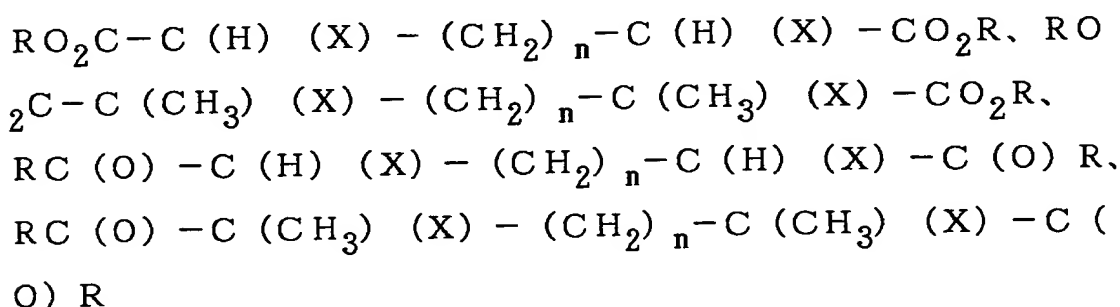 RO₂C−C (H) (X) − (CH₂) ₙ−C (H) (X) −CO₂R、RO
₂C−C (CH₃) (X) − (CH₂) ₙ−C (CH₃) (X) −CO₂R、
RC (O) −C (H) (X) − (CH₂) ₙ−C (H) (X) −C (O) R、
RC (O) −C (CH₃) (X) − (CH₂) ₙ−C (CH₃) (X) −C (
O) R